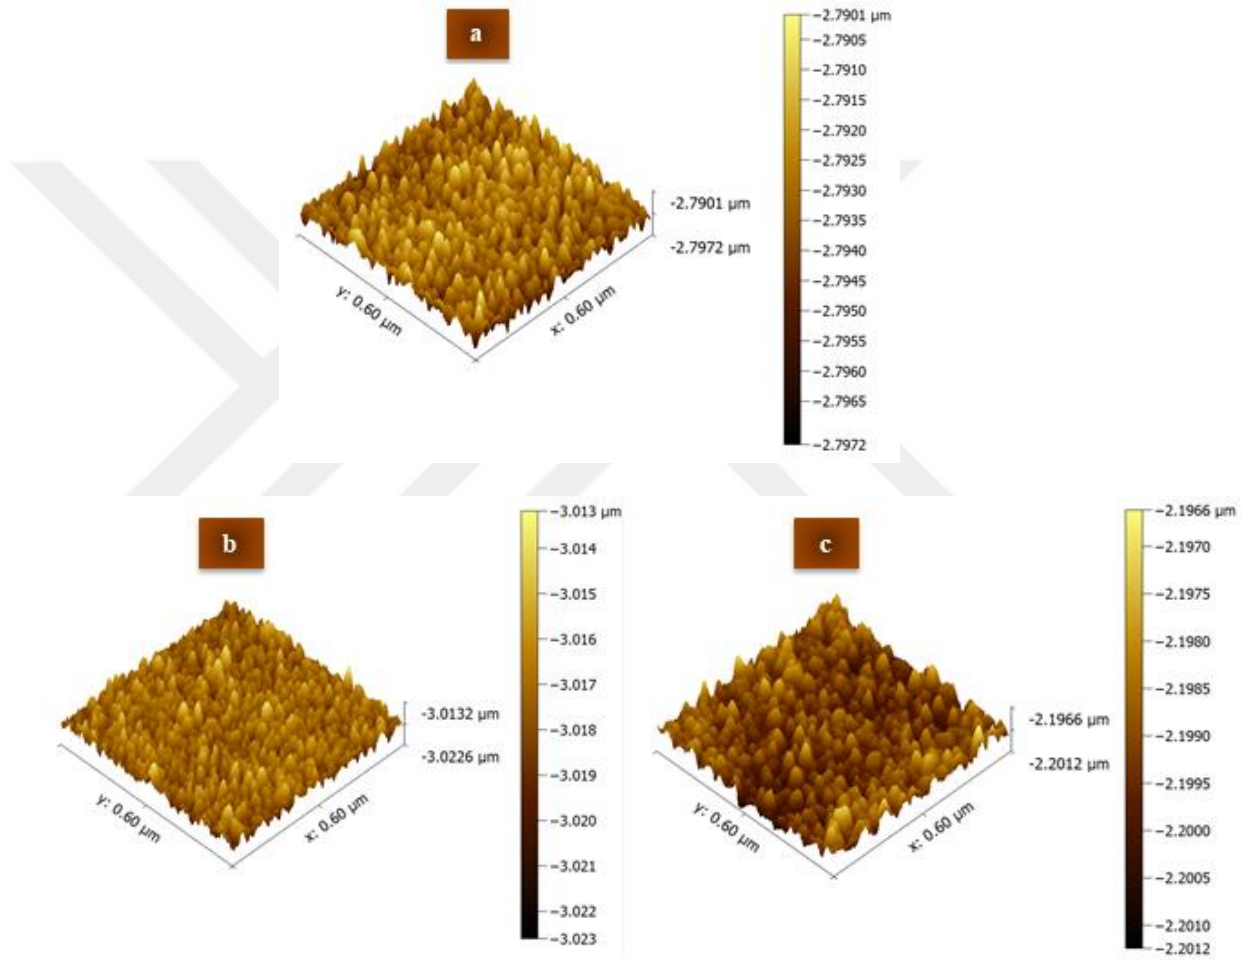 a
−2.7901 µm
−2.7905
−2.7910
−2.7915
−2.7920
−2.7925
−2.7930
−2.7935
−2.7940
−2.7945
−2.7950
−2.7955
−2.7960
−2.7965
−2.7972
-2.7901 µm
-2.7972 µm
y: 0.60 µm
x: 0.60 µm
b
−3.013 µm
−3.014
−3.015
−3.016
−3.017
−3.018
−3.019
−3.020
−3.021
−3.022
−3.023
-3.0132 µm
-3.0226 µm
y: 0.60 µm
x: 0.60 µm
c
−2.1966 µm
−2.1970
−2.1975
−2.1980
−2.1985
−2.1990
−2.1995
−2.2000
−2.2005
−2.2010
−2.2012
-2.1966 µm
-2.2012 µm
y: 0.60 µm
x: 0.60 µm